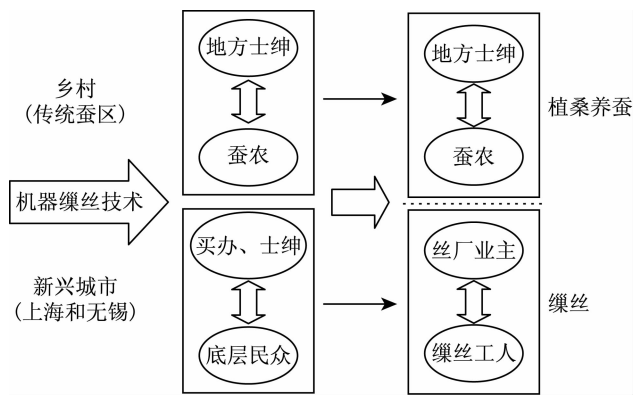 乡村
(传统蚕区)
机器缫丝技术
新兴城市
(上海和无锡)
地方士绅
蚕农
买办、士绅
底层民众
地方士绅
蚕农
植桑养蚕
丝厂业主
缫丝工人
缫丝